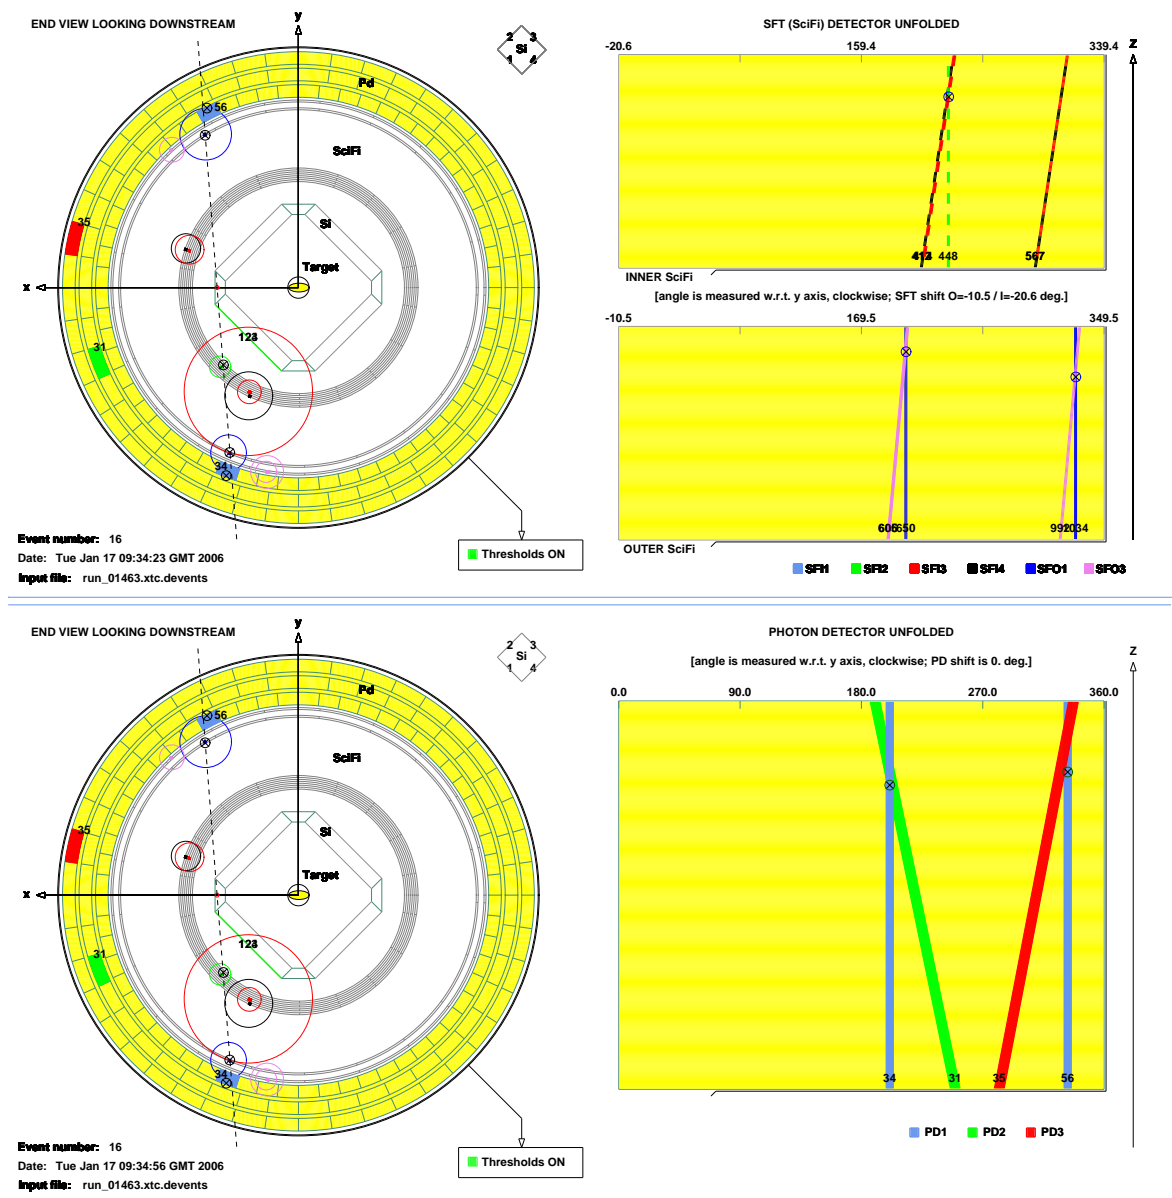 END VIEW LOOKING DOWNSTREAM
y
2 3
Si
1 4
56
Pd
SciFi
35
Si
Target
x
31
34
Event number: 16
Date: Tue Jan 17 09:34:23 GMT 2006
Input file: run_01463.xtc.devents
Thresholds ON
SFT (SciFi) DETECTOR UNFOLDED
-20.6 159.4 339.4
z
448 567
INNER SciFi
[angle is measured w.r.t. y axis, clockwise; SFT shift O=-10.5 / I=-20.6 deg.]
-10.5 169.5 349.5
OUTER SciFi
SFI1 SFI2 SFI3 SFI4 SFO1 SFO3
END VIEW LOOKING DOWNSTREAM
y
2 3
Si
1 4
56
Pd
SciFi
35
Si
Target
x
31
34
Event number: 16
Date: Tue Jan 17 09:34:56 GMT 2006
Input file: run_01463.xtc.devents
Thresholds ON
PHOTON DETECTOR UNFOLDED
[angle is measured w.r.t. y axis, clockwise; PD shift is 0. deg.]
z
0.0 90.0 180.0 270.0 360.0
34 31 35 56
PD1 PD2 PD3